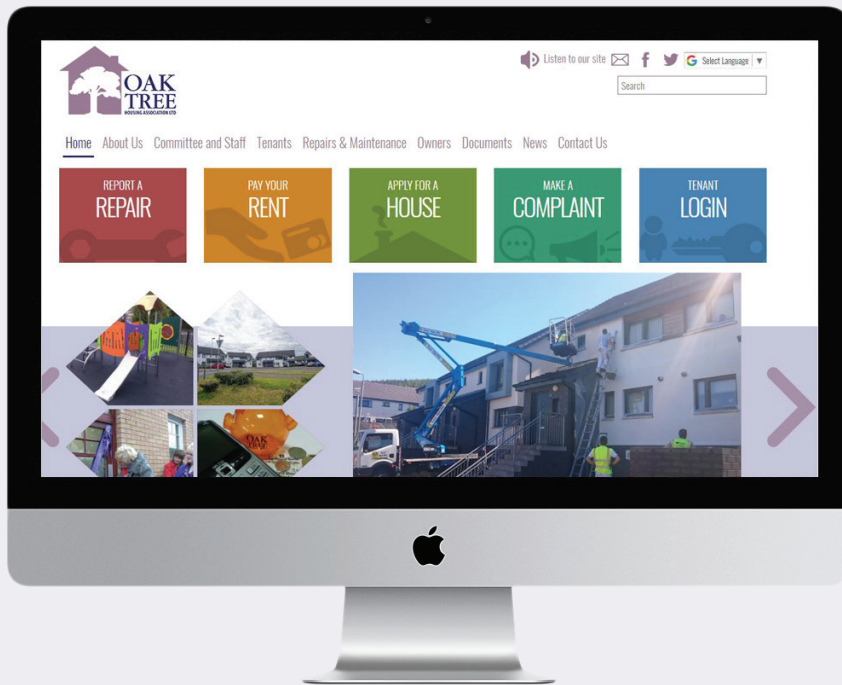 OAK
TREE
HOUSING ASSOCIATION LTD
Listen to our site
G Select Language ▼
Search
Home About Us Committee and Staff Tenants Repairs & Maintenance Owners Documents News Contact Us
REPORT A
REPAIR
PAY YOUR
RENT
APPLY FOR A
HOUSE
MAKE A
COMPLAINT
TENANT
LOGIN
OAK
TREE